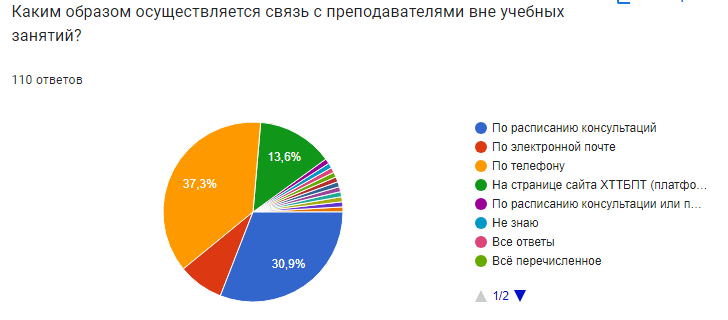 Каким образом осуществляется связь с преподавателями вне учебных
занятий?
110 ответов
13,6%
37,3%
30,9%
По расписанию консультаций
По электронной почте
По телефону
На странице сайта ХТТБПТ (платфо...
По расписанию консультации или п...
Не знаю
Все ответы
Всё перечисленное
1/2